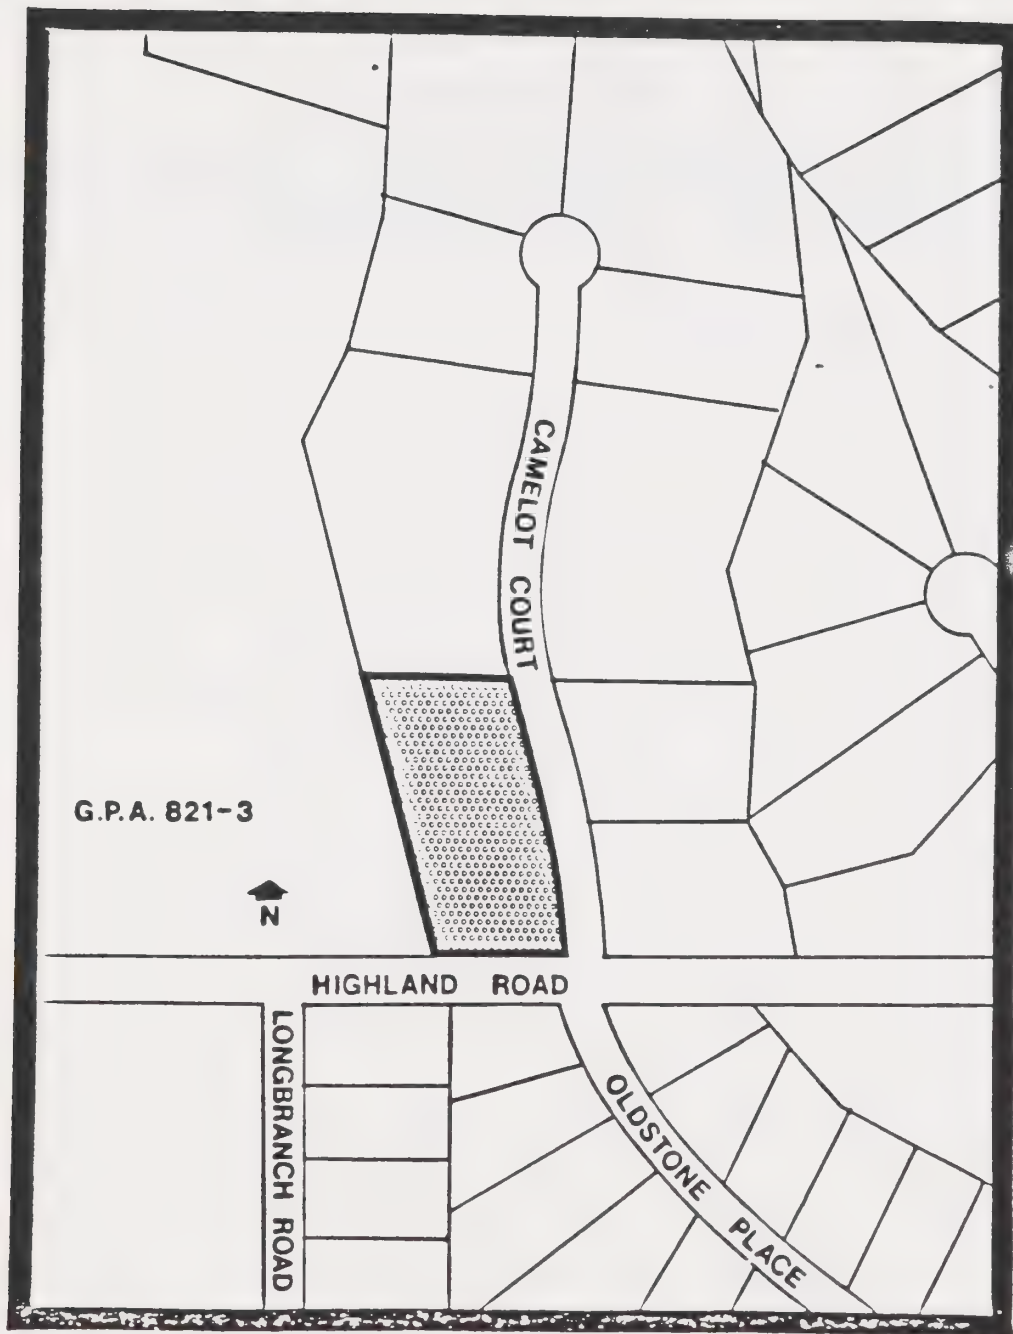 CAMELOT COURT
G.P.A. 821-3
N
HIGHLAND ROAD
LONGBRANCH ROAD
OLDSTONE PLACE